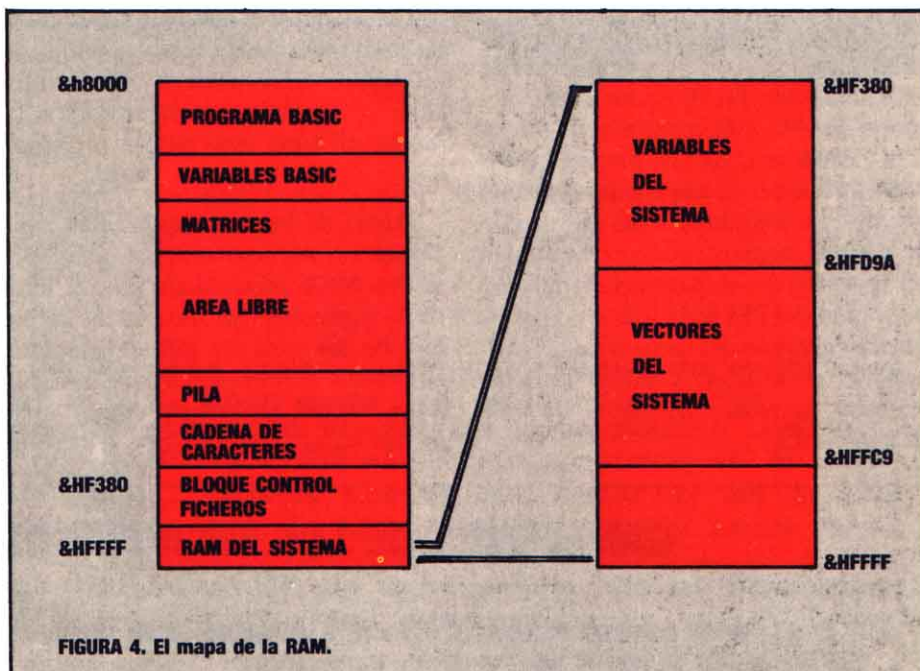 &h8000
PROGRAMA BASIC
VARIABLES BASIC
MATRICES
AREA LIBRE
PILA
CADENA DE
CARACTERES
&HF380
BLOQUE CONTROL
FICHEROS
&HFFFF
RAM DEL SISTEMA
&HF380
VARIABLES
DEL
SISTEMA
&HFD9A
VECTORES
DEL
SISTEMA
&HFFC9
&HFFFF
FIGURA 4. El mapa de la RAM.